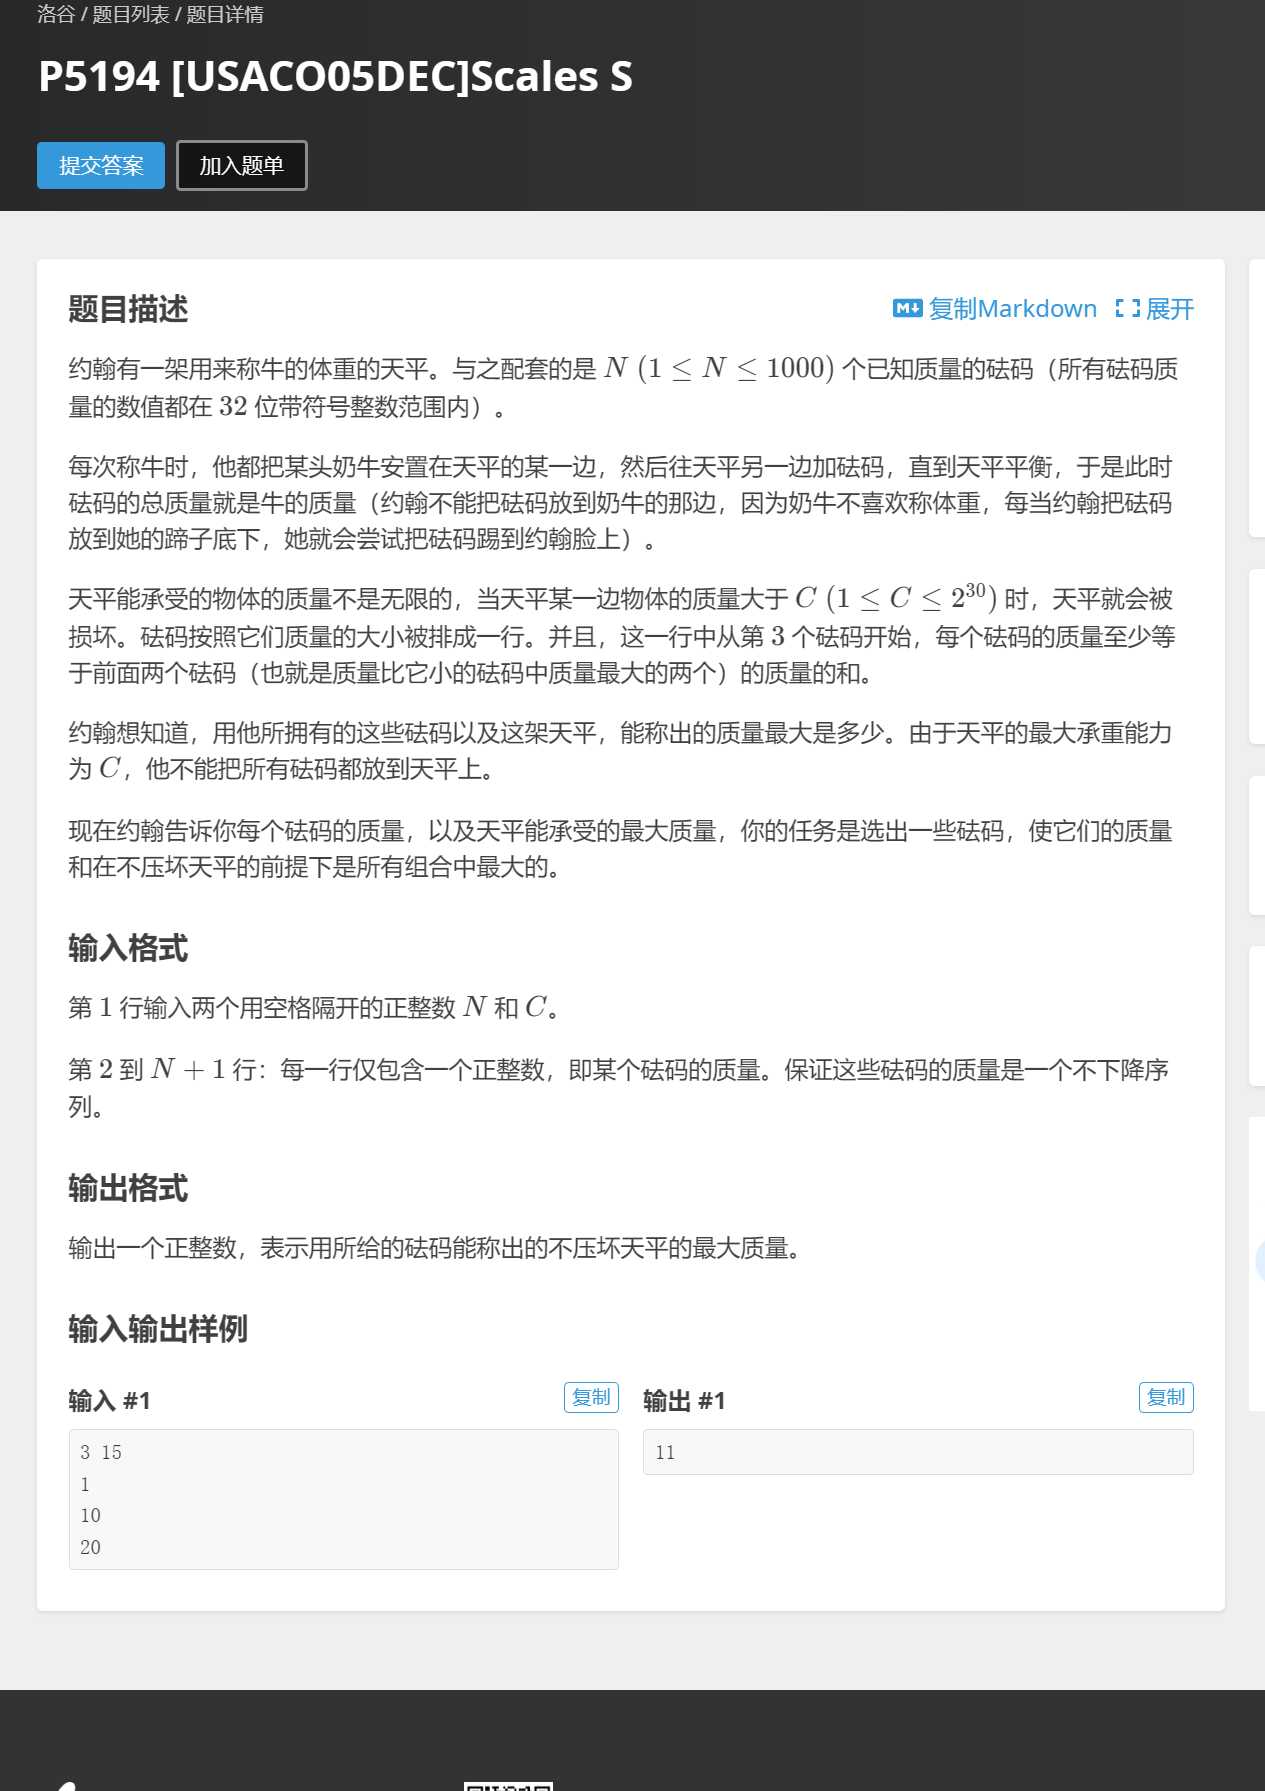 洛谷 / 题目列表 / 题目详情
P5194 [USACO05DEC]Scales S
提交答案 加入题单
题目描述 复制Markdown 展开
约翰有一架用来称牛的体重的天平。与之配套的是 N (1 ≤ N ≤ 1000) 个已知质量的砝码（所有砝码质
量的数值都在 32 位带符号整数范围内）。
每次称牛时，他都把某头奶牛安置在天平的某一边，然后往天平另一边加砝码，直到天平平衡，于是此时
砝码的总质量就是牛的质量（约翰不能把砝码放到奶牛的那边，因为奶牛不喜欢称体重，每当约翰把砝码
放到她的蹄子底下，她就会尝试把砝码踢到约翰脸上）。
天平能承受的物体的质量不是无限的，当天平某一边物体的质量大于 C (1 ≤ C ≤ 2^30) 时，天平就会被
损坏。砝码按照它们质量的大小被排成一行。并且，这一行中从第 3 个砝码开始，每个砝码的质量至少等
于前面两个砝码（也就是质量比它小的砝码中质量最大的两个）的质量的和。
约翰想知道，用他所拥有的这些砝码以及这架天平，能称出的质量最大是多少。由于天平的最大承重能力
为 C，他不能把所有砝码都放到天平上。
现在约翰告诉你每个砝码的质量，以及天平能承受的最大质量，你的任务是选出一些砝码，使它们的质量
和在不压坏天平的前提下是所有组合中最大的。
输入格式
第 1 行输入两个用空格隔开的正整数 N 和 C。
第 2 到 N + 1 行：每一行仅包含一个正整数，即某个砝码的质量。保证这些砝码的质量是一个不下降序
列。
输出格式
输出一个正整数，表示用所给的砝码能称出的不压坏天平的最大质量。
输入输出样例
输入 #1 复制
3 15
1
10
20
输出 #1 复制
11